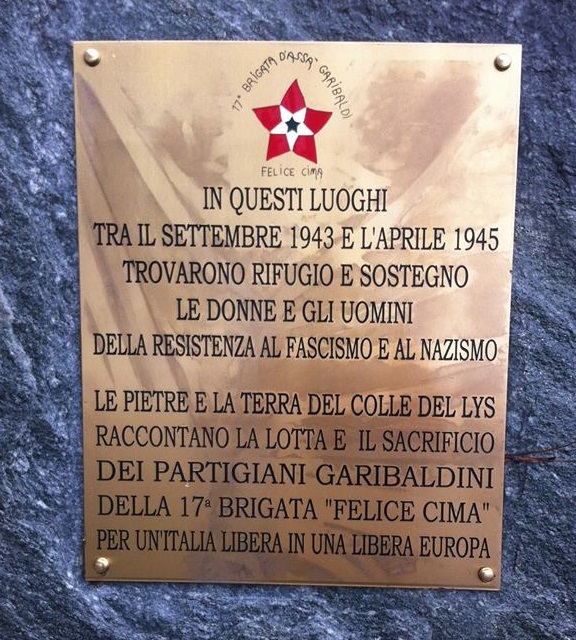 17ª BRIGATA D'ASSA' GARIBALDI
FELICE CIMA
IN QUESTI LUOGHI
TRA IL SETTEMBRE 1943 E L'APRILE 1945
TROVARONO RIFUGIO E SOSTEGNO
LE DONNE E GLI UOMINI
DELLA RESISTENZA AL FASCISMO E AL NAZISMO
LE PIETRE E LA TERRA DEL COLLE DEL LYS
RACCONTANO LA LOTTA E IL SACRIFICIO
DEI PARTIGIANI GARIBALDINI
DELLA 17ª BRIGATA "FELICE CIMA"
PER UN'ITALIA LIBERA IN UNA LIBERA EUROPA